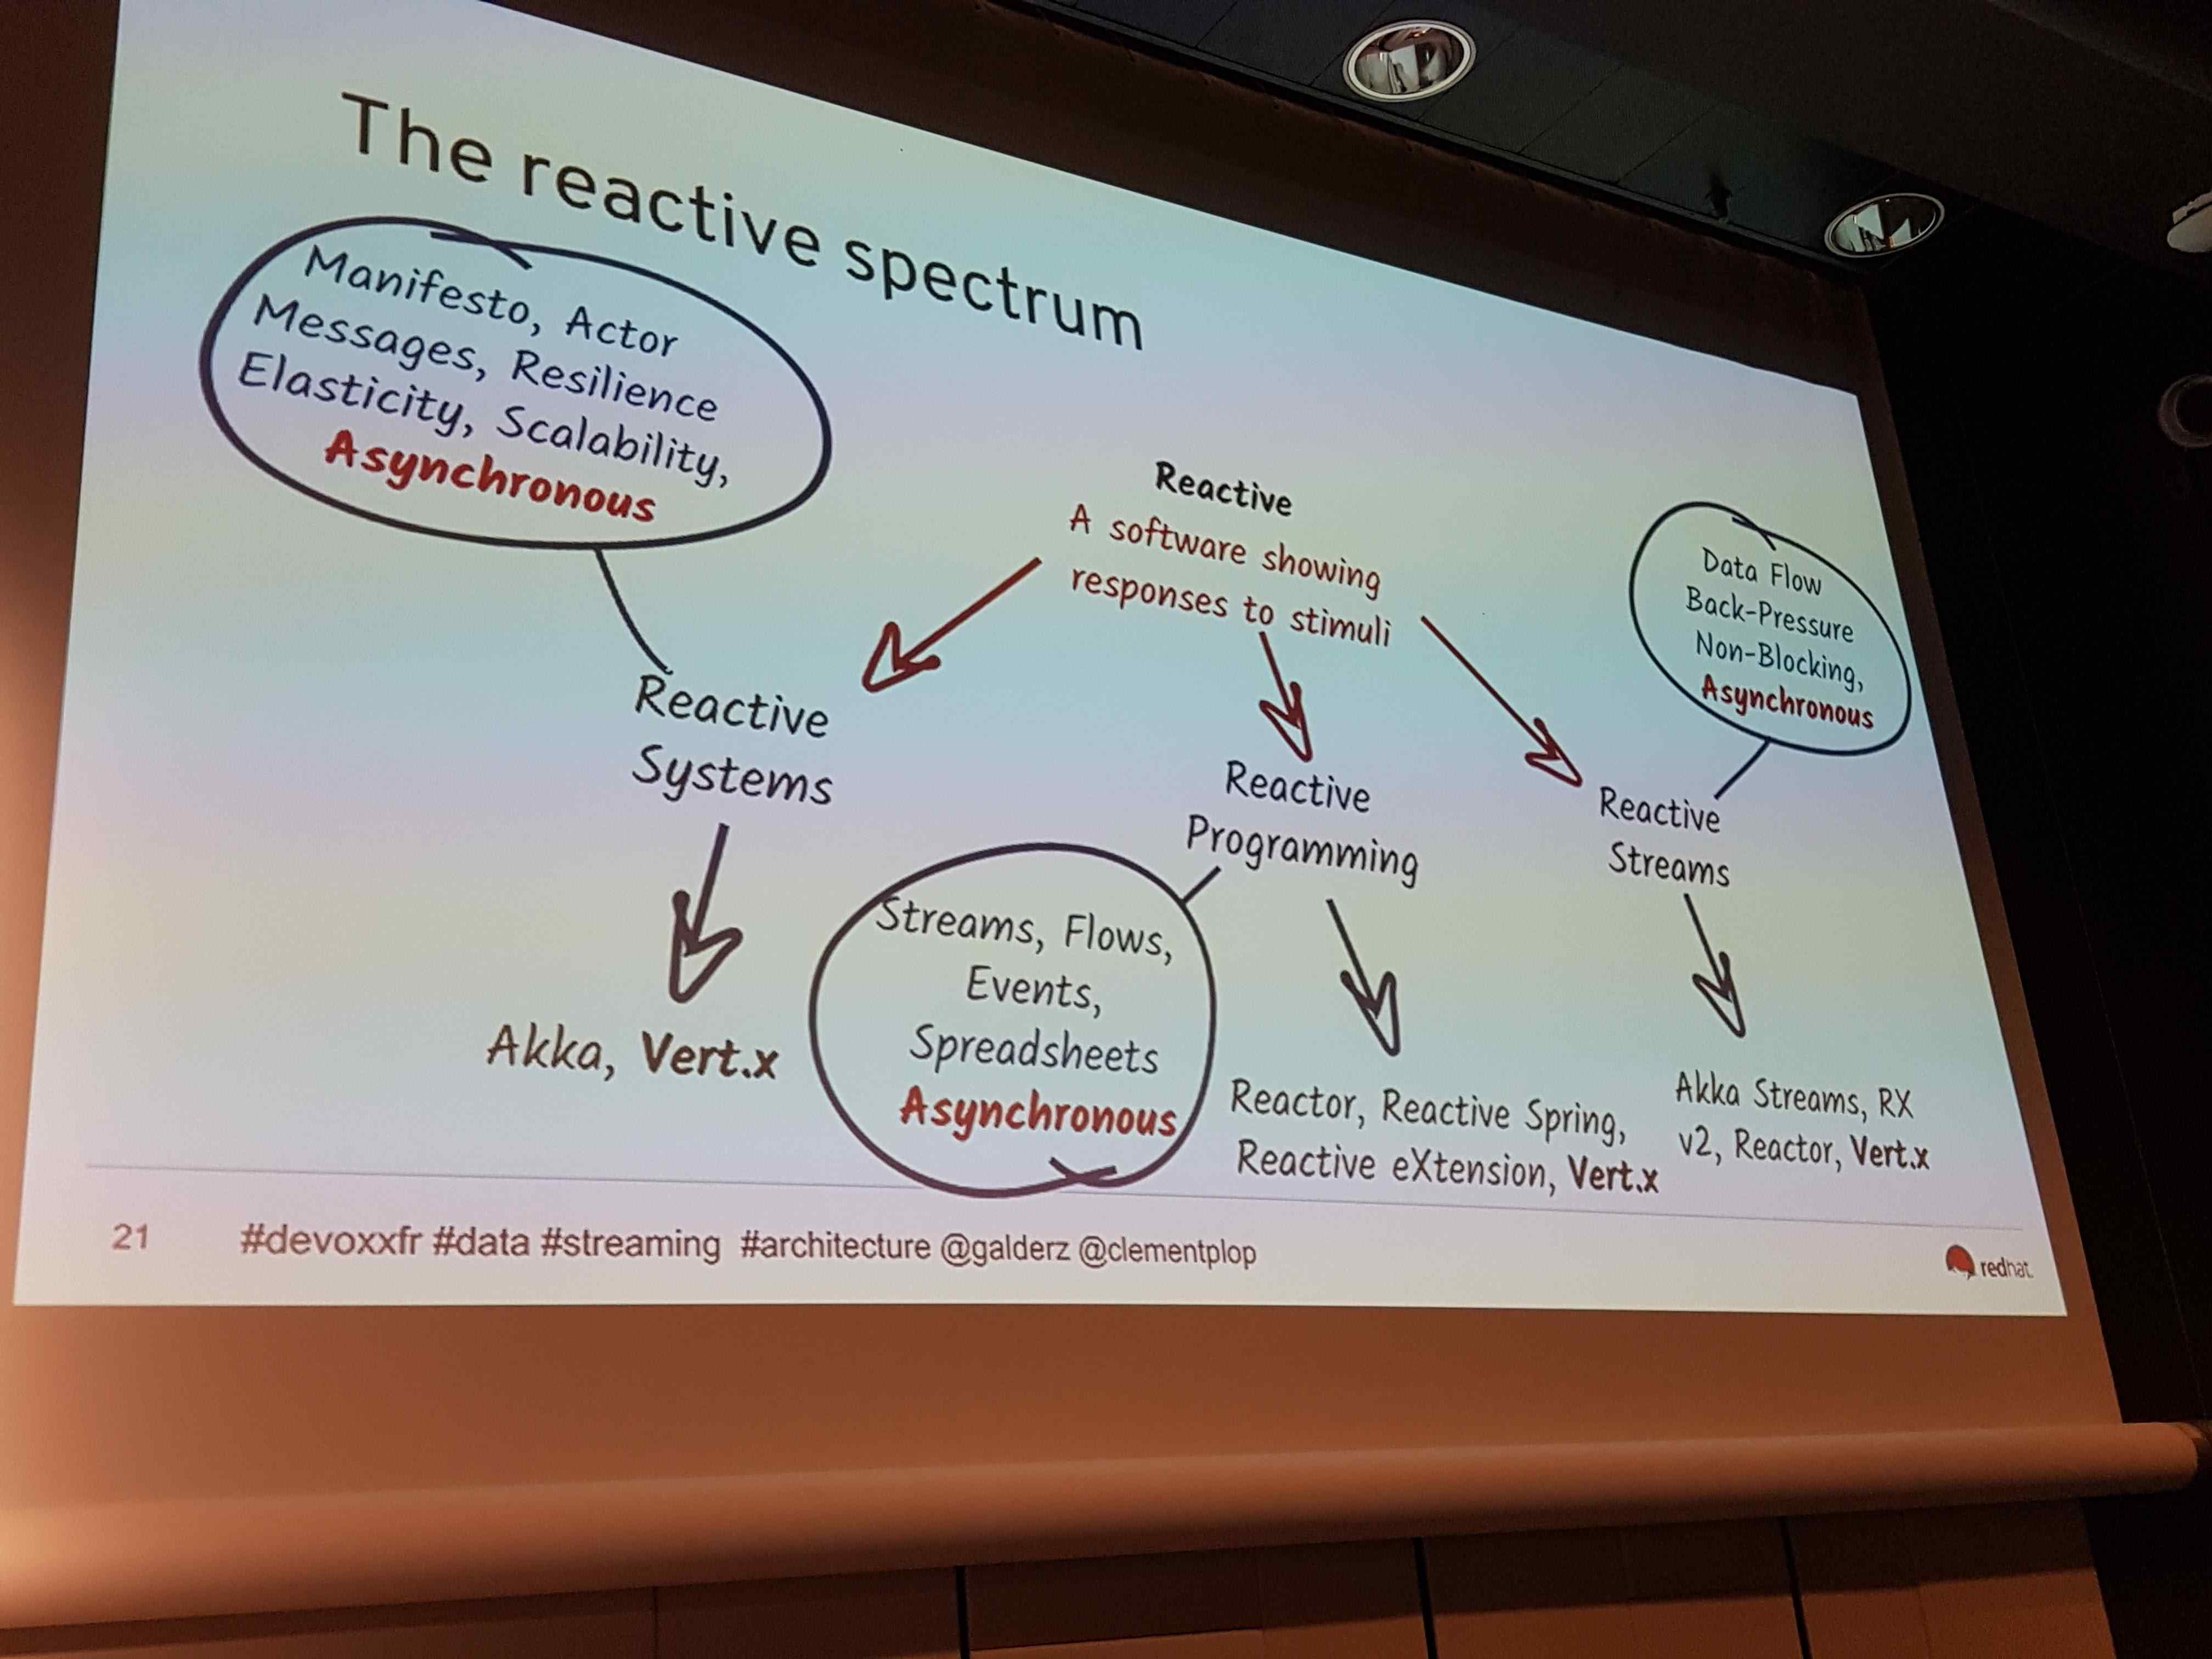 The reactive spectrum
Manifesto, Actor
Messages, Resilience
Elasticity, Scalability,
Asynchronous
Reactive
A software showing
responses to stimuli
Data Flow
Back-Pressure
Non-Blocking,
Asynchronous
Reactive
Systems
Reactive
Programming
Reactive
Streams
Streams, Flows,
Events,
Spreadsheets
Asynchronous
Akka, Vert.x
Reactor, Reactive Spring,
Reactive eXtension, Vert.x
Akka Streams, RX
v2, Reactor, Vert.x
21
#devoxxfr #data #streaming #architecture @galderz @clementplop
redhat.